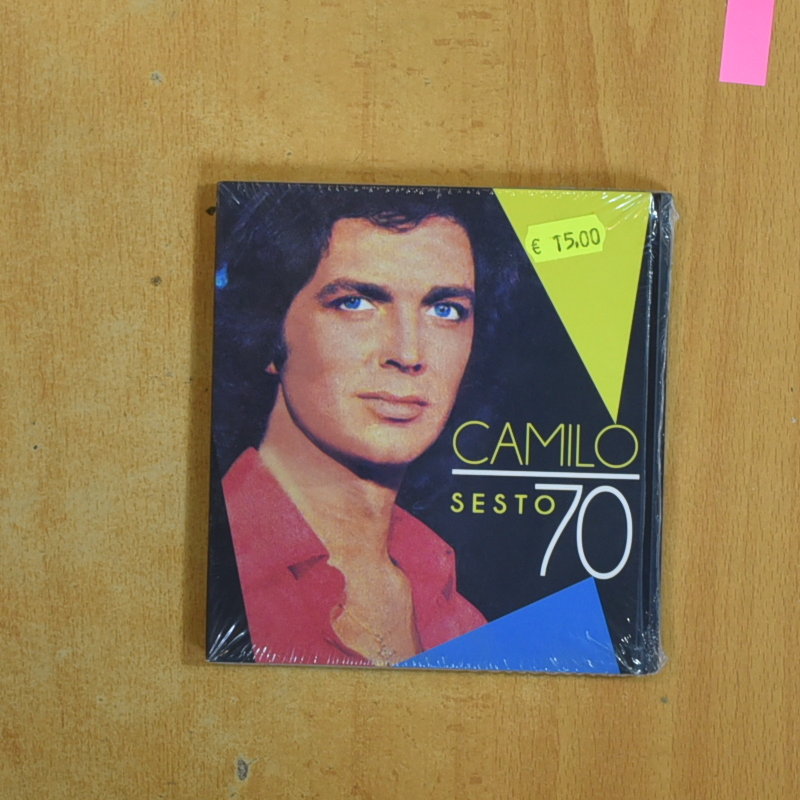 € 15,00
CAMILO
SESTO 70